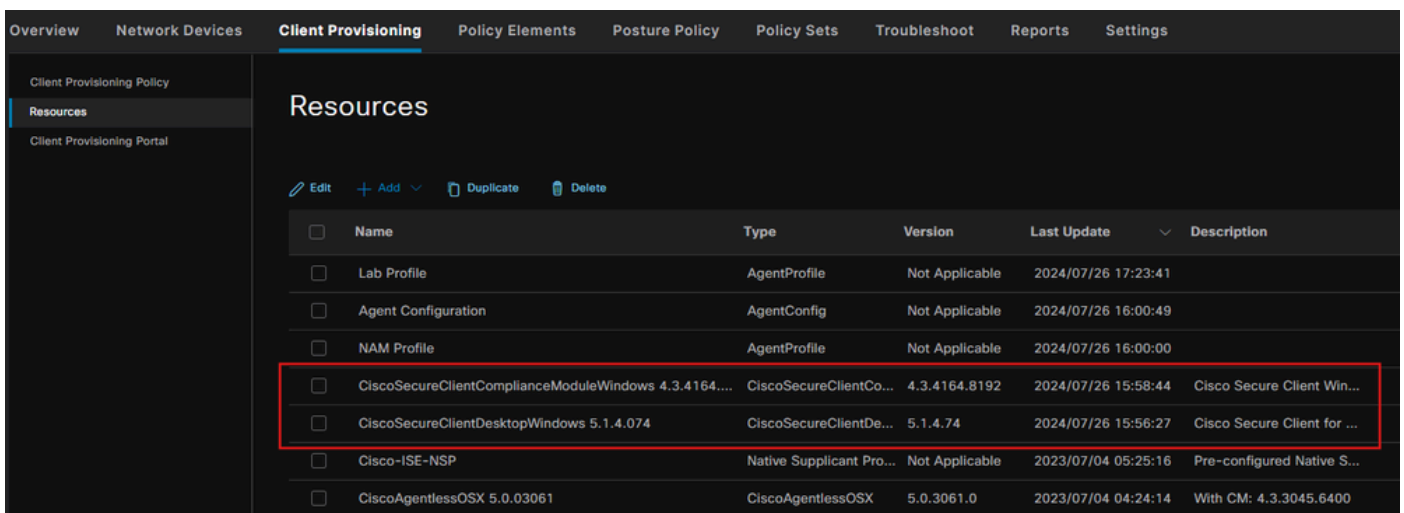 Overview Network Devices Client Provisioning Policy Elements Posture Policy Policy Sets Troubleshoot Reports Settings
Client Provisioning Policy
Resources
Client Provisioning Portal
Resources
Edit Add Duplicate Delete
Name Type Version Last Update Description
Lab Profile AgentProfile Not Applicable 2024/07/26 17:23:41
Agent Configuration AgentConfig Not Applicable 2024/07/26 16:00:49
NAM Profile AgentProfile Not Applicable 2024/07/26 16:00:00
CiscoSecureClientComplianceModuleWindows 4.3.4164.... CiscoSecureClientCo... 4.3.4164.8192 2024/07/26 15:58:44 Cisco Secure Client Win...
CiscoSecureClientDesktopWindows 5.1.4.074 CiscoSecureClientDe... 5.1.4.74 2024/07/26 15:56:27 Cisco Secure Client for ...
Cisco-ISE-NSP Native Supplicant Pro... Not Applicable 2023/07/04 05:25:16 Pre-configured Native S...
CiscoAgentlessOSX 5.0.03061 CiscoAgentlessOSX 5.0.3061.0 2023/07/04 04:24:14 With CM: 4.3.3045.6400